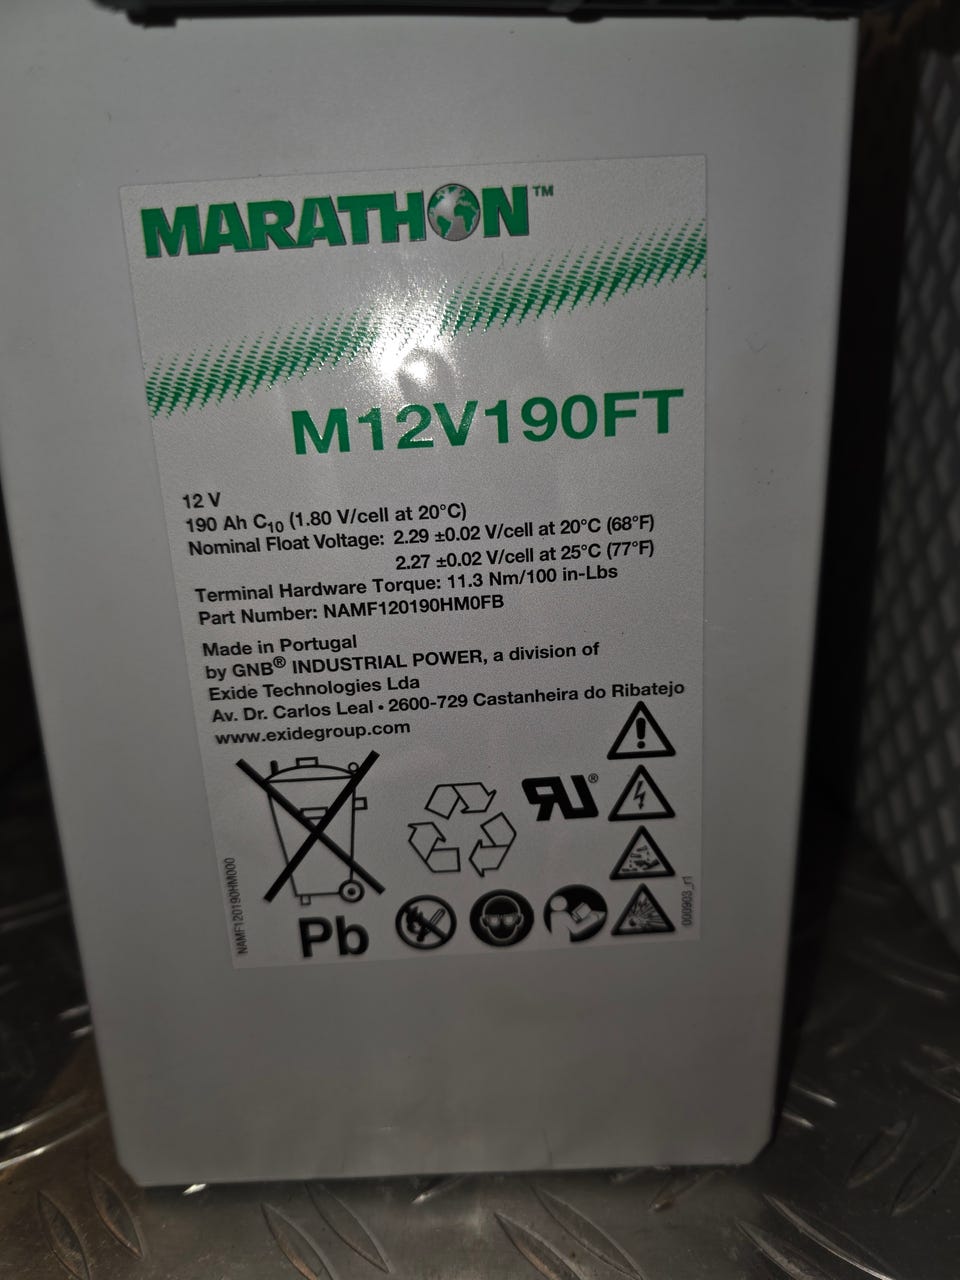 MARATHON™
M12V190FT
12 V
190 Ah C₁₀ (1.80 V/cell at 20°C)
Nominal Float Voltage: 2.29 ±0.02 V/cell at 20°C (68°F)
2.27 ±0.02 V/cell at 25°C (77°F)
Terminal Hardware Torque: 11.3 Nm/100 in-Lbs
Part Number: NAMF120190HM0FB
Made in Portugal
by GNB® INDUSTRIAL POWER, a division of
Exide Technologies Lda
Av. Dr. Carlos Leal • 2600-729 Castanheira do Ribatejo
www.exidegroup.com
RU®
Pb
NAMF120190HM000
000903_r1